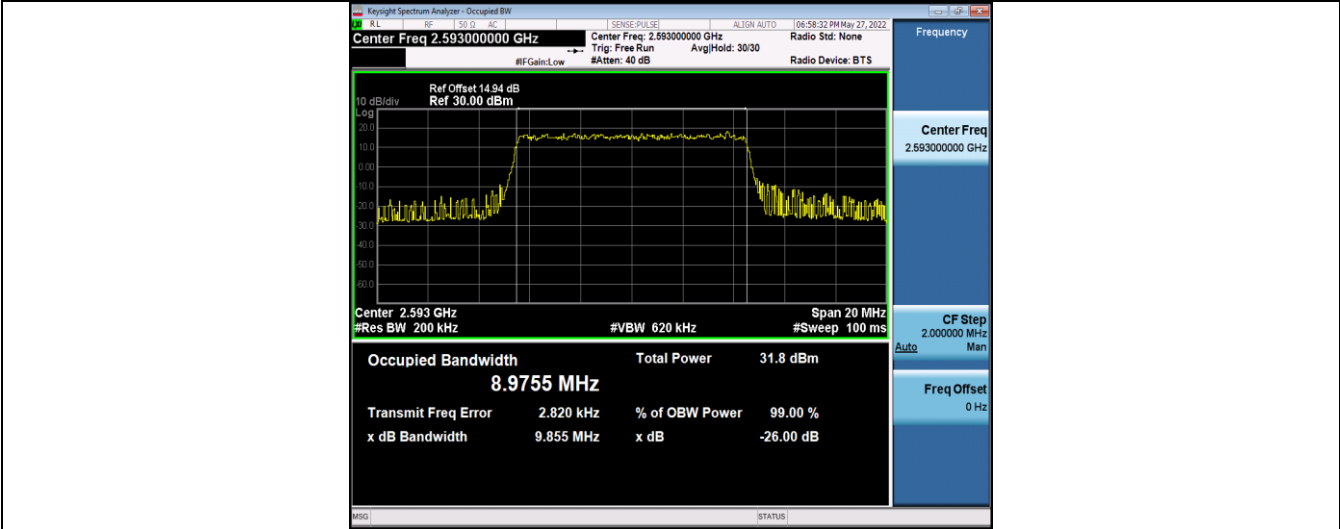 Keysight Spectrum Analyzer - Occupied BW
RL RF 50 Ω AC SENSE:PULSE ALIGN AUTO 06:58:32 PM May 27, 2022
Center Freq 2.593000000 GHz
Center Freq: 2.593000000 GHz
Radio Std: None
Trig: Free Run Avg|Hold: 30/30
#IFGain:Low
#Atten: 40 dB
Radio Device: BTS
Ref Offset 14.94 dB
10 dB/div Ref 30.00 dBm
Log
20.0
10.0
0.00
-10.0
-20.0
-30.0
-40.0
-50.0
-60.0
Center 2.593 GHz
Span 20 MHz
#Res BW 200 kHz
#VBW 620 kHz
#Sweep 100 ms
Occupied Bandwidth
Total Power 31.8 dBm
8.9755 MHz
Transmit Freq Error 2.820 kHz
% of OBW Power 99.00 %
x dB Bandwidth 9.855 MHz
x dB -26.00 dB
MSG
STATUS
Frequency
Center Freq
2.593000000 GHz
CF Step
2.000000 MHz
Auto Man
Freq Offset
0 Hz